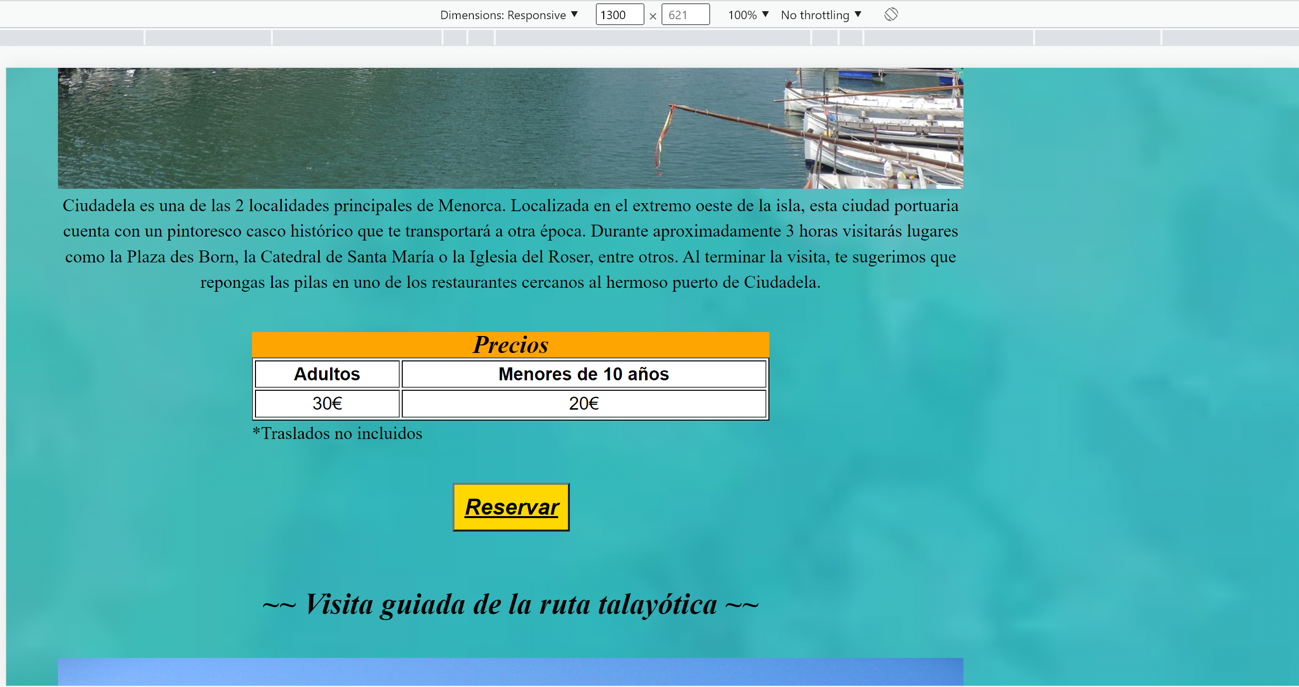 Dimensions: Responsive ▼ 1300 × 621 100% ▼ No throttling ▼
Ciudadela es una de las 2 localidades principales de Menorca. Localizada en el extremo oeste de la isla, esta ciudad portuaria
cuenta con un pintoresco casco histórico que te transportará a otra época. Durante aproximadamente 3 horas visitarás lugares
como la Plaza des Born, la Catedral de Santa María o la Iglesia del Roser, entre otros. Al terminar la visita, te sugerimos que
repongas las pilas en uno de los restaurantes cercanos al hermoso puerto de Ciudadela.
Precios
Adultos Menores de 10 años
30€ 20€
*Traslados no incluidos
Reservar
~~ Visita guiada de la ruta talayótica ~~